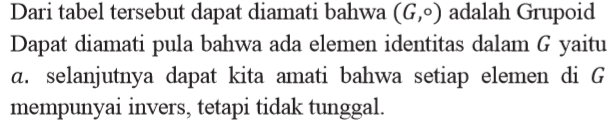 Dari tabel tersebut dapat diamati bahwa (G,∘) adalah Grupoid
Dapat diamati pula bahwa ada elemen identitas dalam G yaitu
a. selanjutnya dapat kita amati bahwa setiap elemen di G
mempunyai invers, tetapi tidak tunggal.